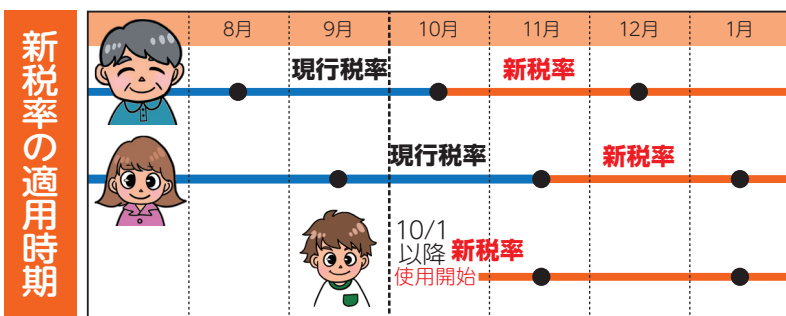 新税率の適用時期
8月 9月 10月 11月 12月 1月
現行税率 新税率
現行税率 新税率
10/1
以降 新税率
使用開始